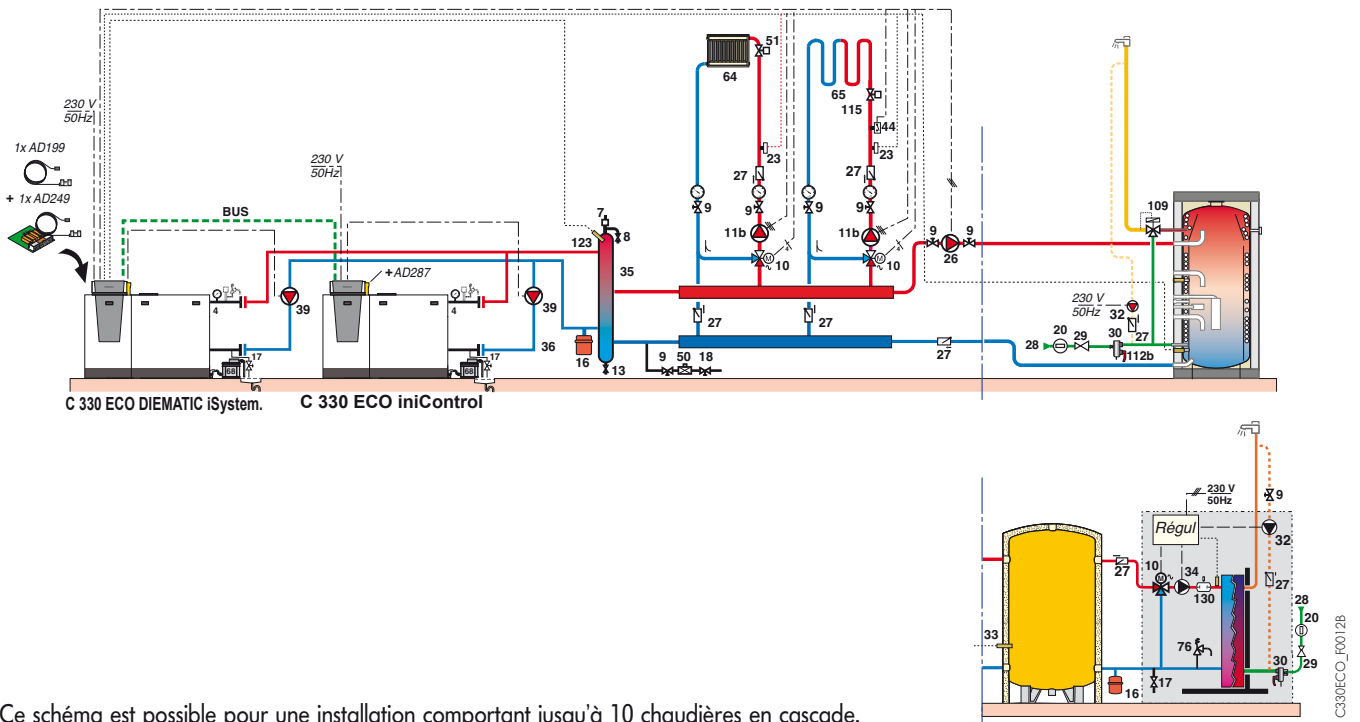 51
64
65
115
44
23
23
27
27
9
9
9
9
11b
11b
M
10
M
10
9
9
26
109
230 V
50Hz
1x AD199
+ 1x AD249
230 V
50Hz
BUS
+AD287
7
8
123
35
4
39
4
39
36
17
68
17
68
16
13
27
27
9 50 18
27
230 V
50Hz
32
27
28
20
29
30
112b
C 330 ECO DIEMATIC iSystem.
C 330 ECO iniControl
230 V
50Hz
9
Régul
32
10
M
34
27
130
27
28
20
29
30
33
76
16
17
C330ECO_F0012B
Ce schéma est possible pour une installation comportant jusqu'à 10 chaudières en cascade.